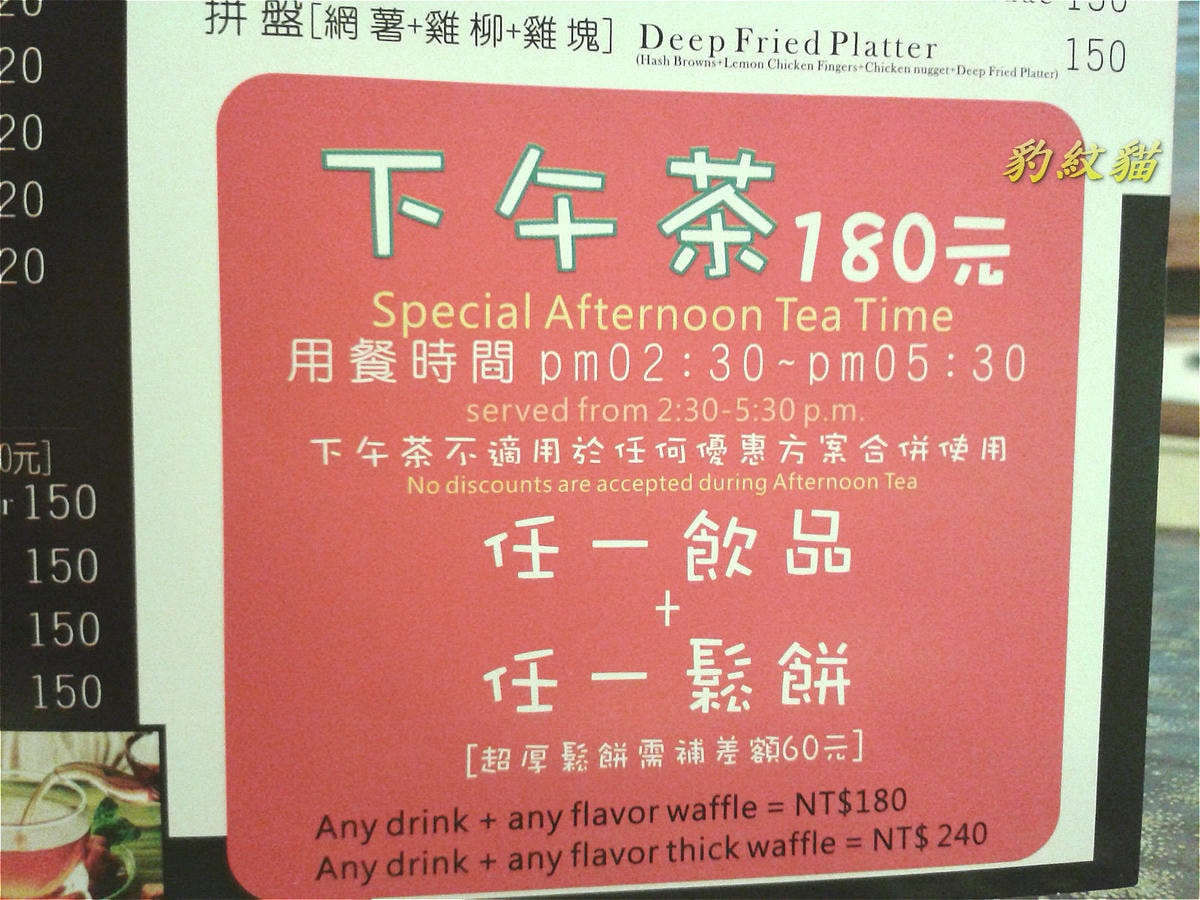 拼盤[網薯+雞柳+雞塊] Deep Fried Platter 150
(Hash Browns+Lemon Chicken Fingers+Chicken nugget+Deep Fried Platter)
豹紋貓
下午茶180元
Special Afternoon Tea Time
用餐時間 pm02:30~pm05:30
served from 2:30-5:30 p.m.
下午茶不適用於任何優惠方案合併使用
No discounts are accepted during Afternoon Tea
任一飲品
+
任一鬆餅
[超厚鬆餅需補差額60元]
Any drink + any flavor waffle = NT$180
Any drink + any flavor thick waffle = NT$ 240
20
20
20
20
0元]
r 150
150
150
150